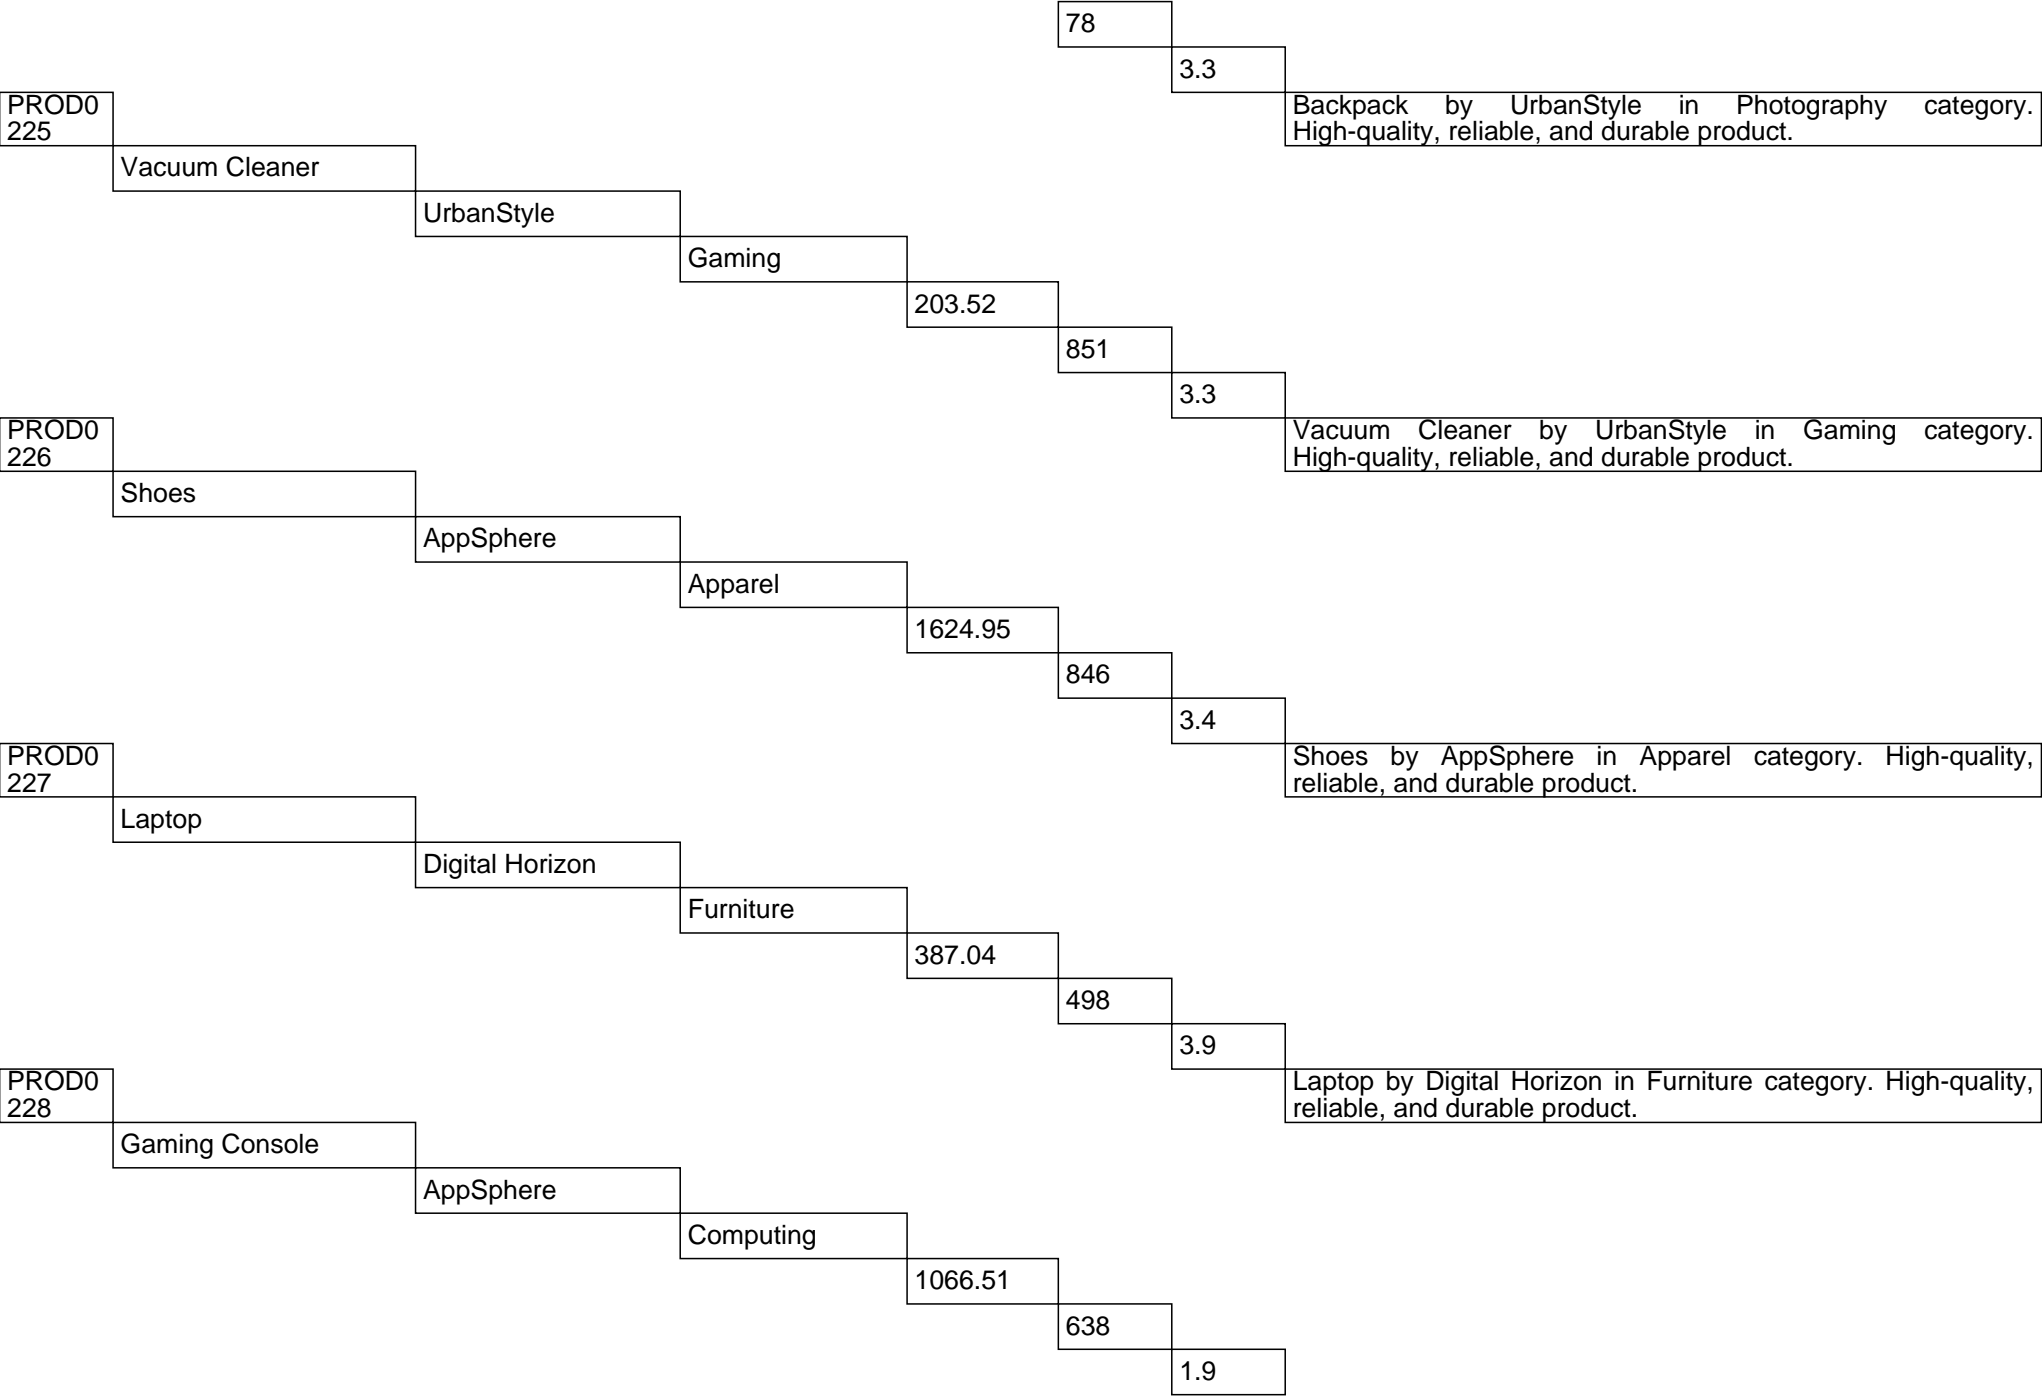 78
3.3
Backpack by UrbanStyle in Photography category.
High-quality, reliable, and durable product.
PROD0
225
Vacuum Cleaner
UrbanStyle
Gaming
203.52
851
3.3
Vacuum Cleaner by UrbanStyle in Gaming category.
High-quality, reliable, and durable product.
PROD0
226
Shoes
AppSphere
Apparel
1624.95
846
3.4
Shoes by AppSphere in Apparel category. High-quality,
reliable, and durable product.
PROD0
227
Laptop
Digital Horizon
Furniture
387.04
498
3.9
Laptop by Digital Horizon in Furniture category. High-quality,
reliable, and durable product.
PROD0
228
Gaming Console
AppSphere
Computing
1066.51
638
1.9